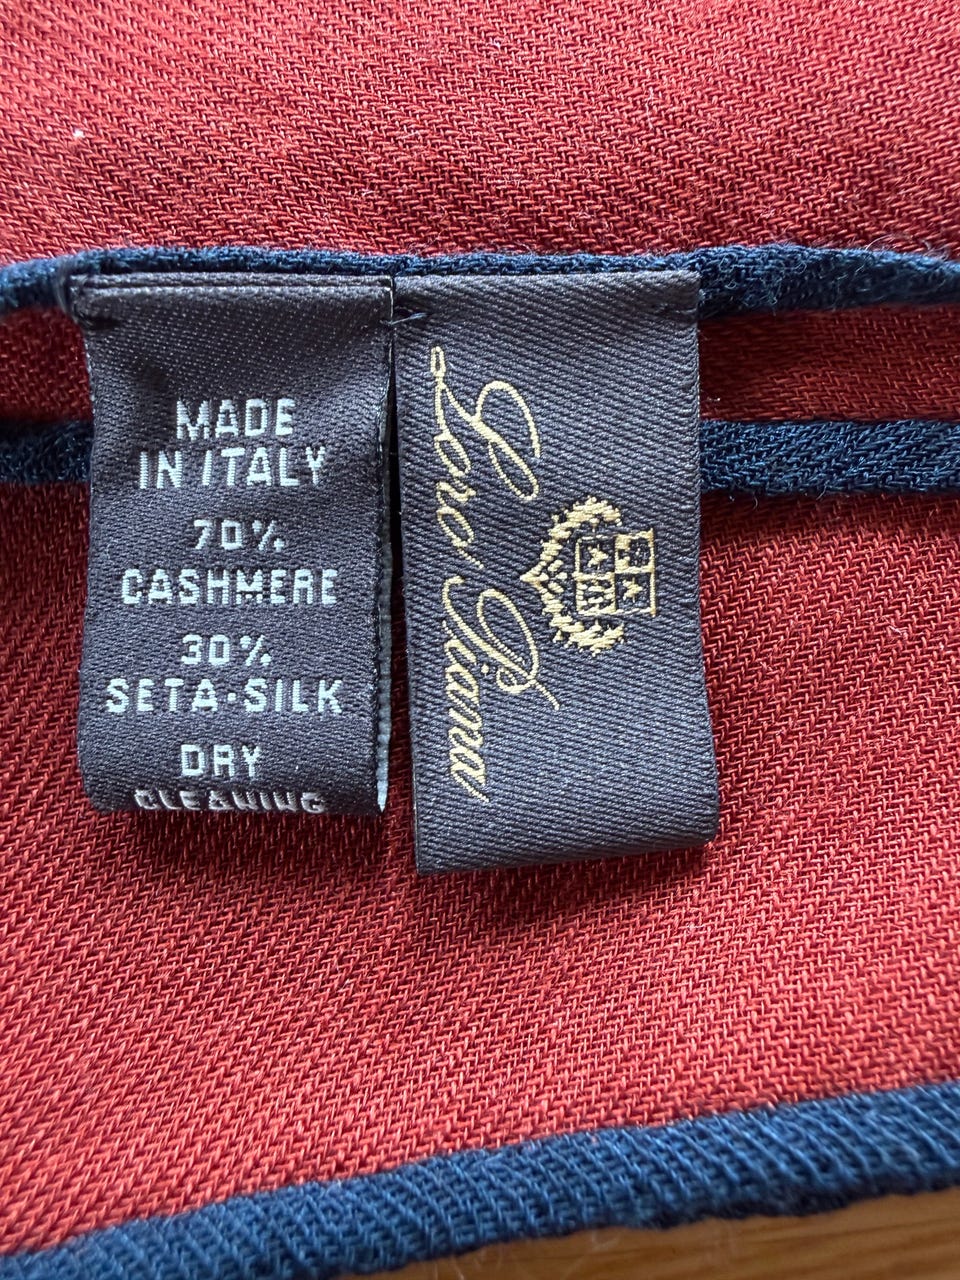 MADE
IN ITALY
70%
CASHMERE
30%
SETA·SILK
DRY
CLEANING
Loro Piana